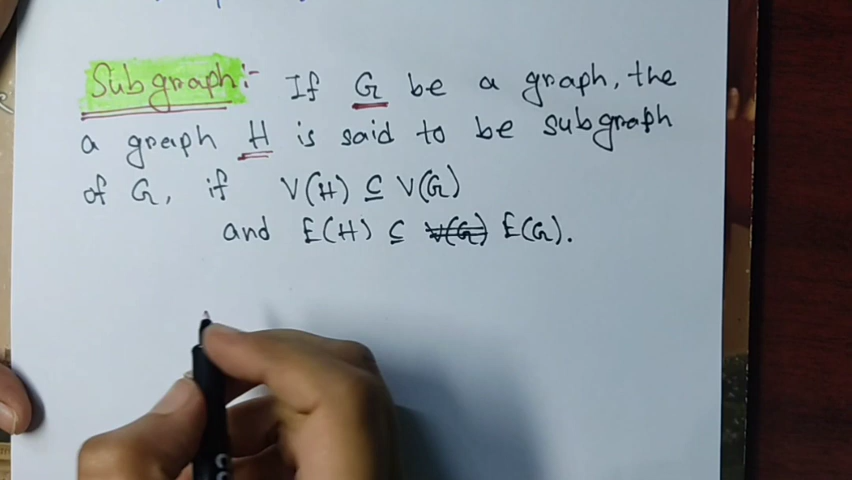 Subgraph:- If G be a graph, the
a graph H is said to be subgraph
of G, if V(H) ⊆ V(G)
and E(H) ⊆ V(G) E(G).